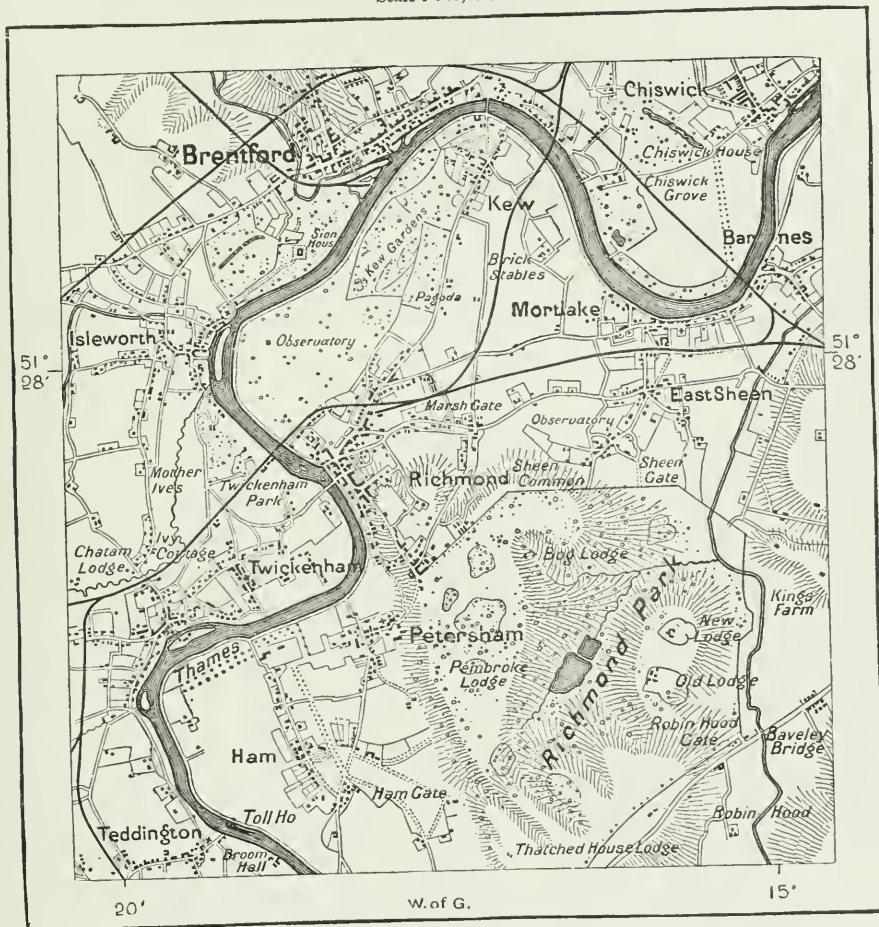 Chiswick
Brentford
Chiswick House
Chiswick
Grove
Kew
Sion
House
Kew Gardens
Barnes
Brick
Stables
Pagoda
Mortlake
Isleworth
Observatory
51°
28'
51°
28'
East Sheen
Marsh Gate
Observatory
Mother
Ives
Twickenham
Park
Richmond
Sheen
Common
Sheen
Gate
Chatam
Lodge
Ivy
Cottage
Twickenham
Bog Lodge
Kings
Farm
New
Lodge
Petersham
Richmond Park
Thames
Pembroke
Lodge
Old Lodge
Robin Hood
Gate
Baveley
Bridge
Ham
Ham Gate
Robin Hood
Toll Ho
Teddington
Broom
Hall
Thatched House Lodge
20'
W. of G.
15'